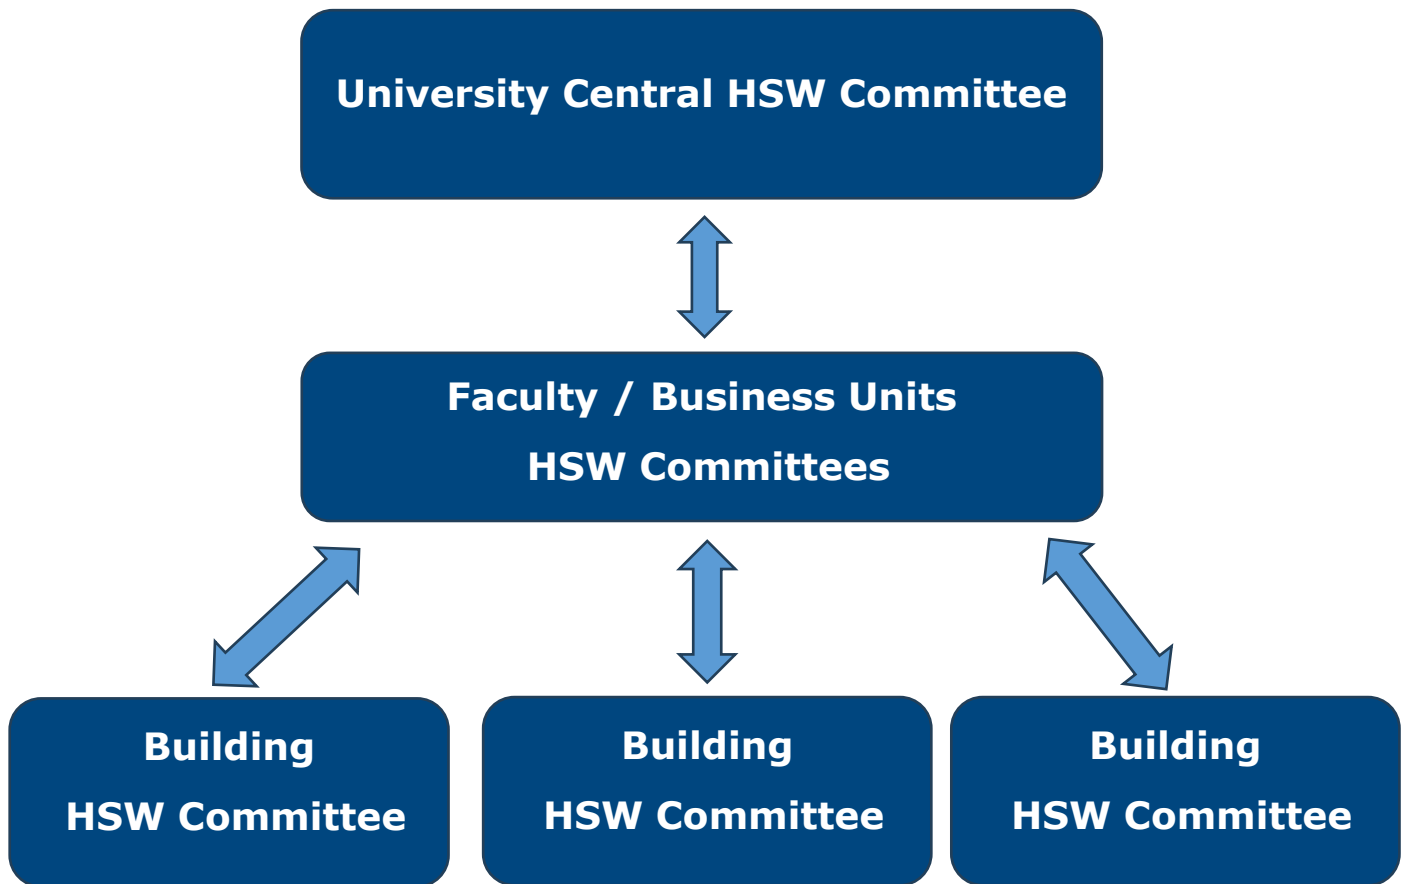 University Central HSW Committee
Faculty / Business Units
HSW Committees
Building
HSW Committee
Building
HSW Committee
Building
HSW Committee